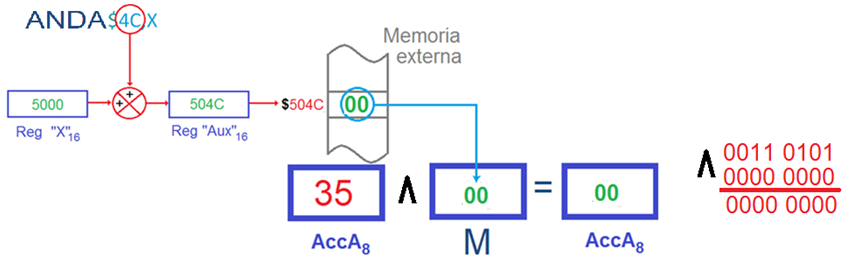 ANDA$4C,X
Memoria
externa
5000
+
+
504C
$504C
00
Reg "X"16
Reg "Aux"16
35
Λ
00
=
00
AccA8
M
AccA8
Λ
0011 0101
0000 0000
0000 0000